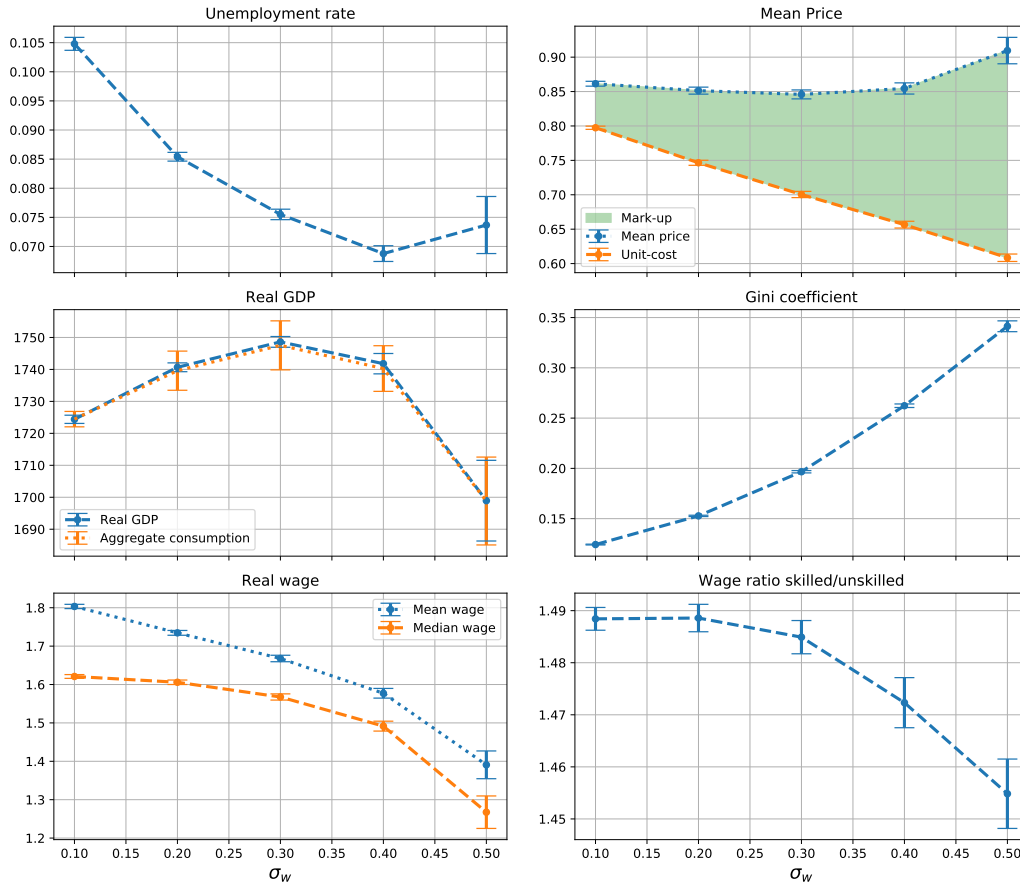 Unemployment rate
0.105
0.100
0.095
0.090
0.085
0.080
0.075
0.070
Mean Price
0.90
0.85
0.80
0.75
0.70
0.65
0.60
Mark-up
Mean price
Unit-cost
Real GDP
1750
1740
1730
1720
1710
1700
1690
Real GDP
Aggregate consumption
Gini coefficient
0.35
0.30
0.25
0.20
0.15
Real wage
1.8
1.7
1.6
1.5
1.4
1.3
1.2
Mean wage
Median wage
0.10 0.15 0.20 0.25 0.30 0.35 0.40 0.45 0.50
σw
Wage ratio skilled/unskilled
1.49
1.48
1.47
1.46
1.45
0.10 0.15 0.20 0.25 0.30 0.35 0.40 0.45 0.50
σw